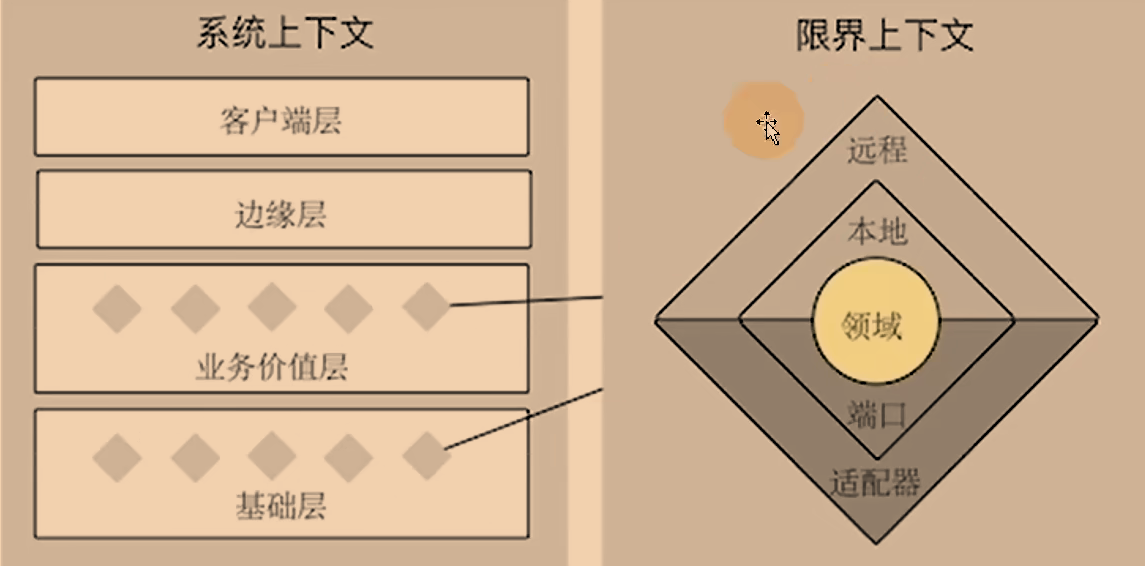 系统上下文
客户端层
边缘层
业务价值层
基础层
限界上下文
远程
本地
领域
端口
适配器